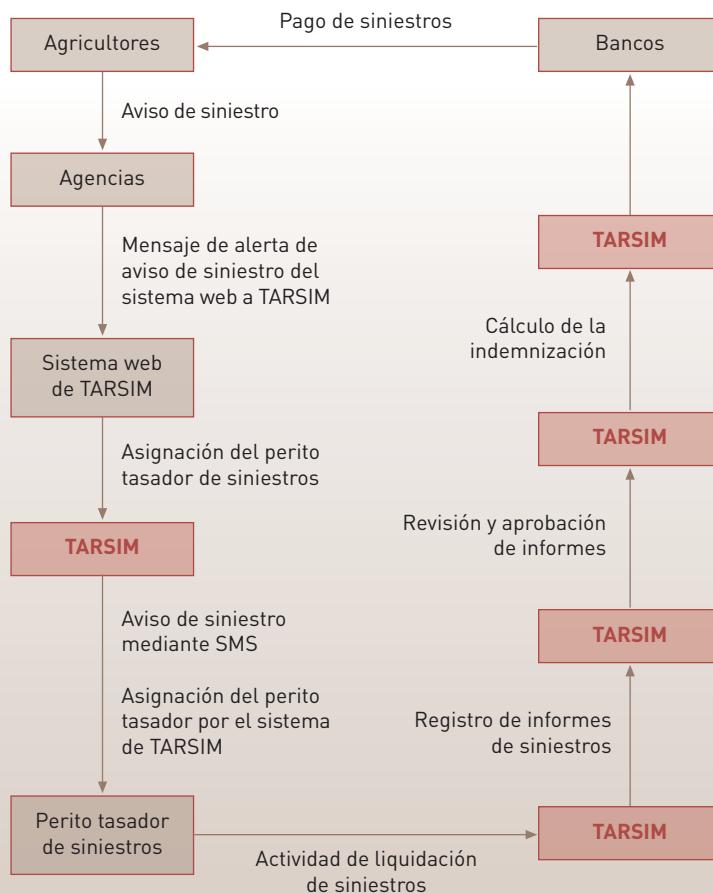 Pago de siniestros
Agricultores
Bancos
Aviso de siniestro
Agencias
Mensaje de alerta de
aviso de siniestro del
sistema web a TARSIM
Sistema web
de TARSIM
Asignación del perito
tasador de siniestros
TARSIM
Aviso de siniestro
mediante SMS
Asignación del perito
tasador por el sistema
de TARSIM
Perito tasador
de siniestros
Actividad de liquidación
de siniestros
TARSIM
Registro de informes
de siniestros
TARSIM
Revisión y aprobación
de informes
TARSIM
Cálculo de la
indemnización
TARSIM